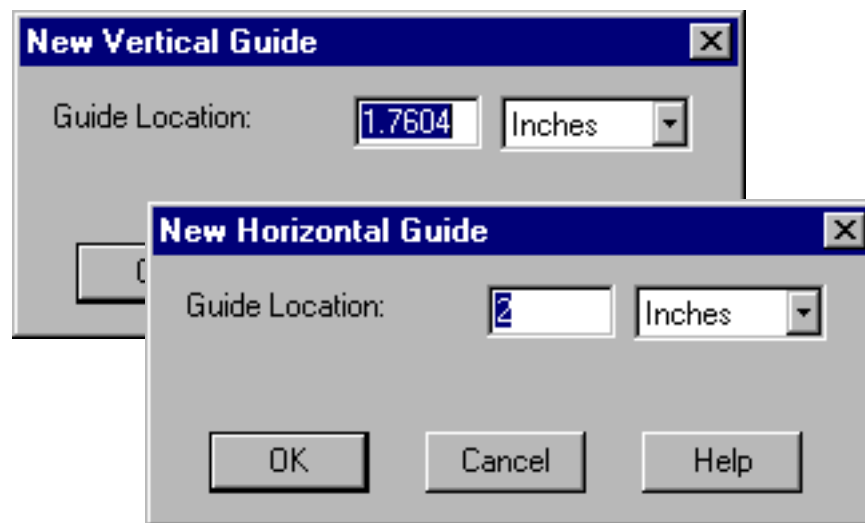 New Vertical Guide
Guide Location: 1.7604 Inches
New Horizontal Guide
Guide Location: 2 Inches
OK Cancel Help